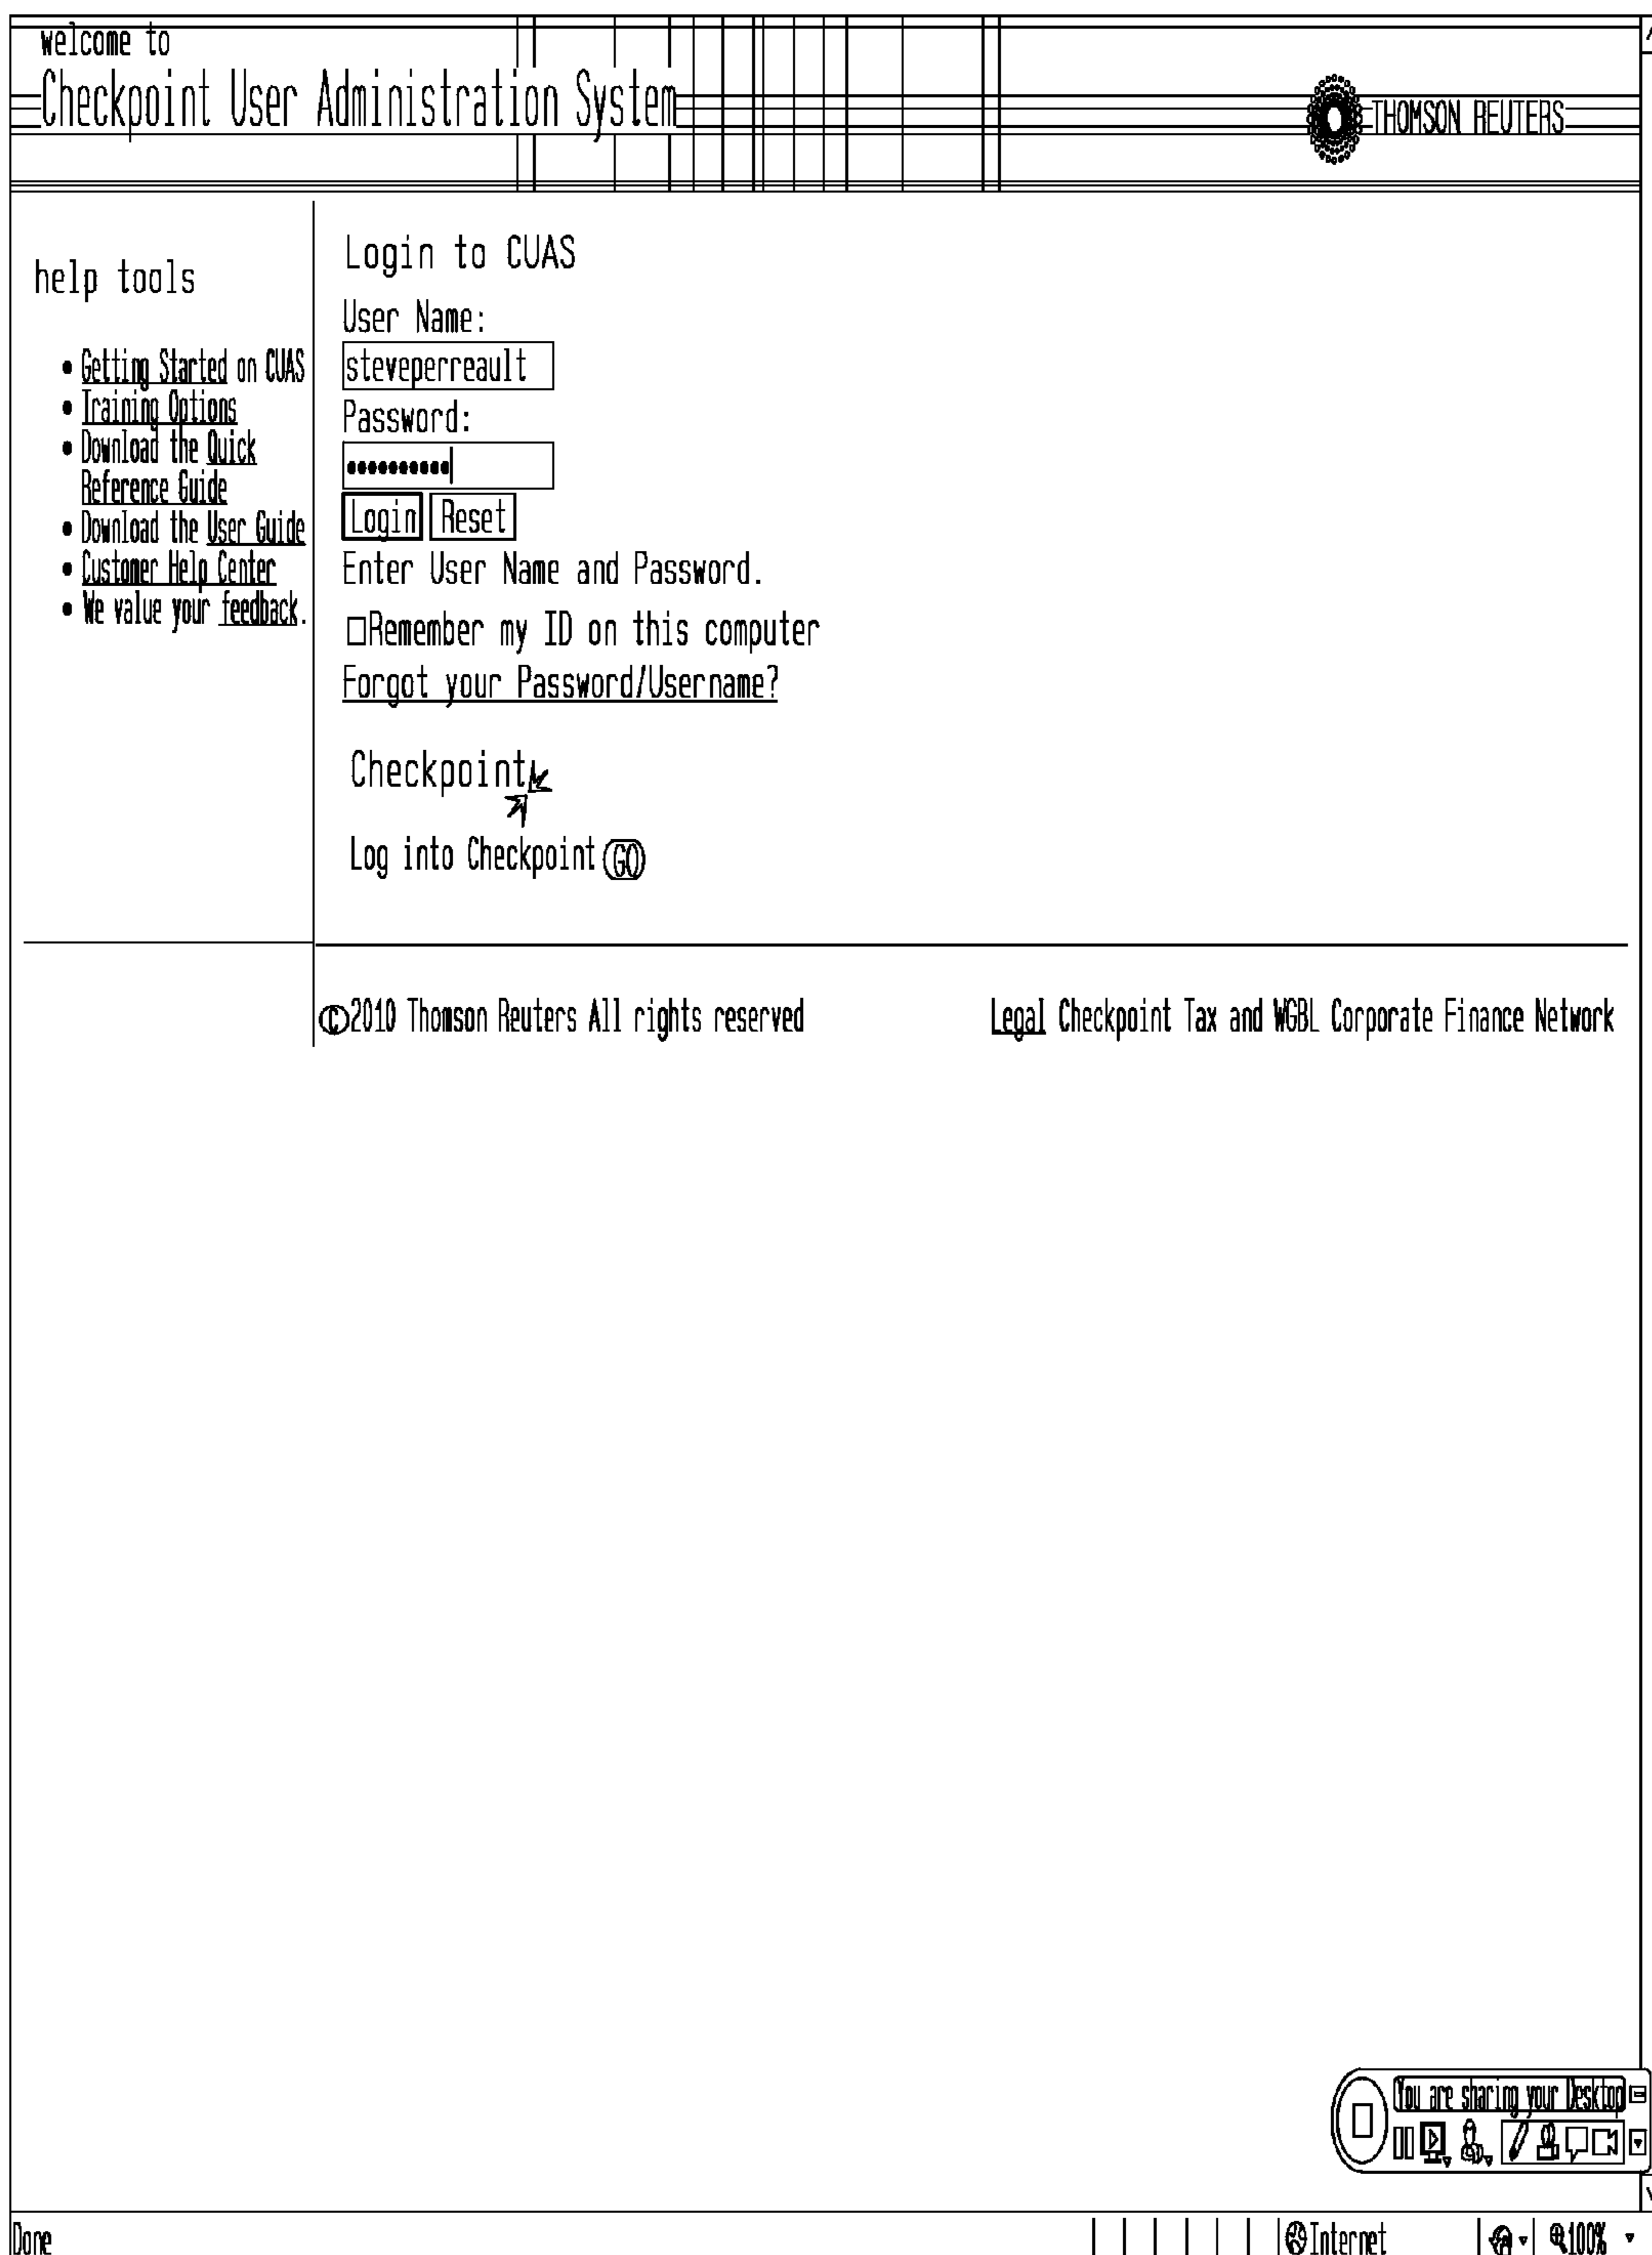 welcome to
Checkpoint User Administration System
THOMSON REUTERS
help tools
• Getting Started on CUAS
• Training Options
• Download the Quick
Reference Guide
• Download the User Guide
• Customer Help Center
• We value your feedback.
Login to CUAS
User Name:
steveperreault
Password:
••••••••••
Login Reset
Enter User Name and Password.
Remember my ID on this computer
Forgot your Password/Username?
Checkpoint
Log into Checkpoint GO
©2010 Thomson Reuters All rights reserved
Legal Checkpoint Tax and WGBL Corporate Finance Network
You are sharing your Desktop
Done
Internet
100%